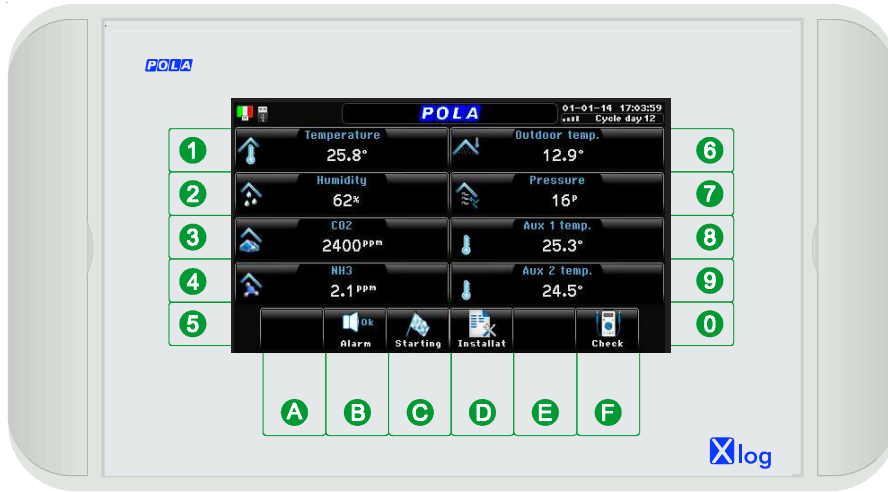 POLA
POLA
01-01-14 17:03:59
Cycle day 12
1
Temperature
25.8°
Outdoor temp.
12.9°
6
2
Humidity
62%
Pressure
16P
7
3
CO2
2400PPm
Aux 1 temp.
25.3°
8
4
NH3
2.1PPm
Aux 2 temp.
24.5°
9
5
Ok
Alarm
Starting
Installat
Check
0
A
B
C
D
E
F
X log